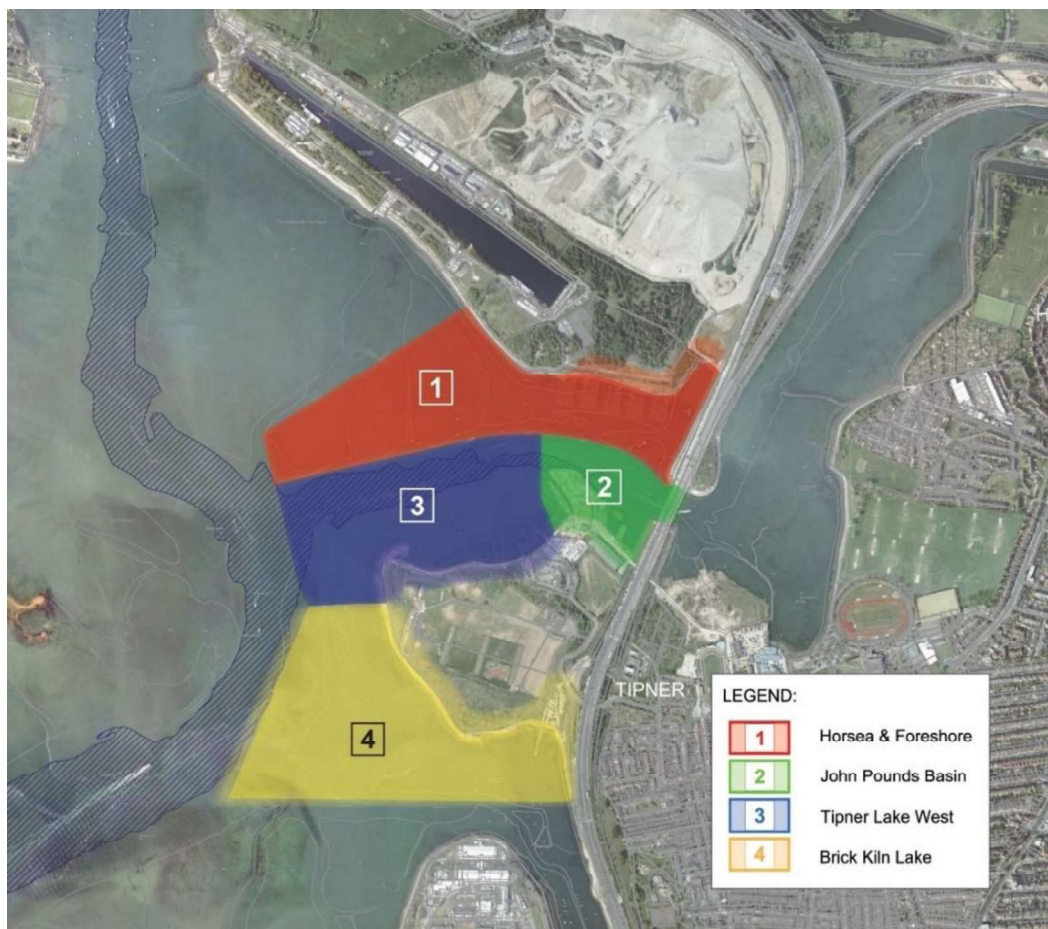 1
2
3
4
TIPNER
LEGEND:
1 Horsea & Foreshore
2 John Pounds Basin
3 Tipner Lake West
4 Brick Kiln Lake
H